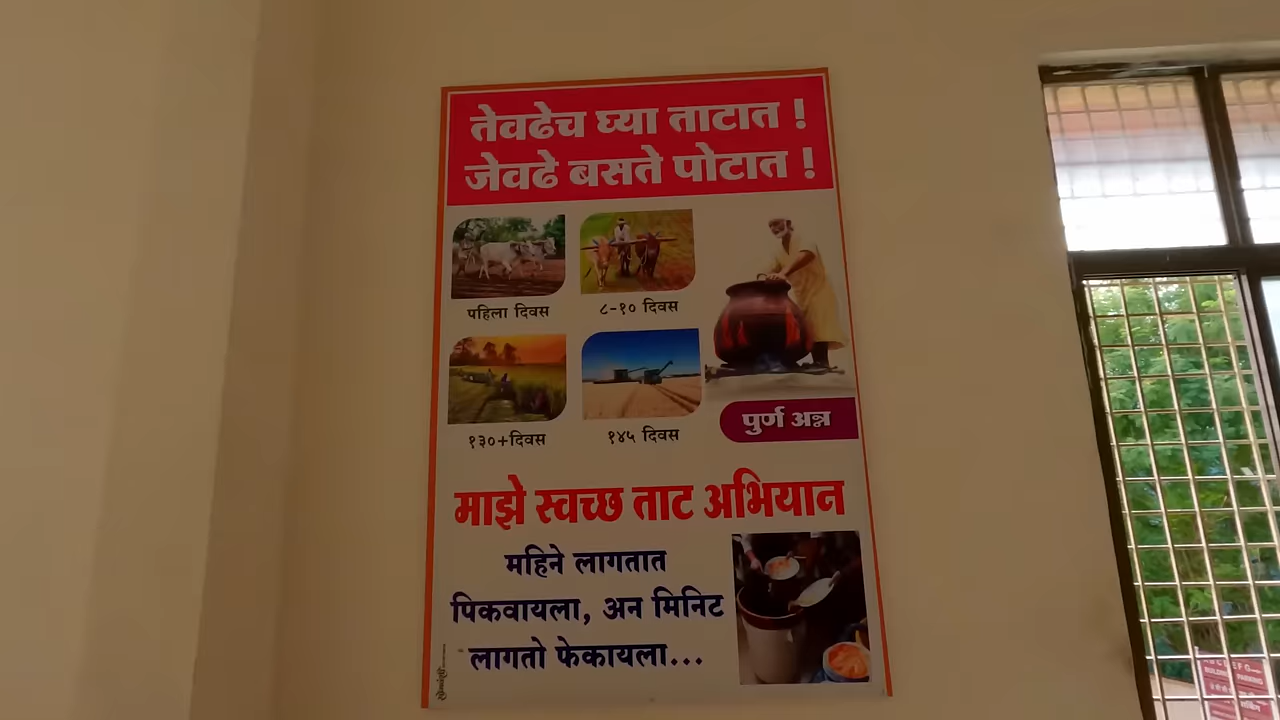 तेवढेच घ्या ताटात !
जेवढे बसते पोटात !
पहिला दिवस
८-१० दिवस
१३०+दिवस
१४५ दिवस
पुर्ण अन्न
माझे स्वच्छ ताट अभियान
महिने लागतात
पिकवायला, अन मिनिट
लागतो फेकायला...